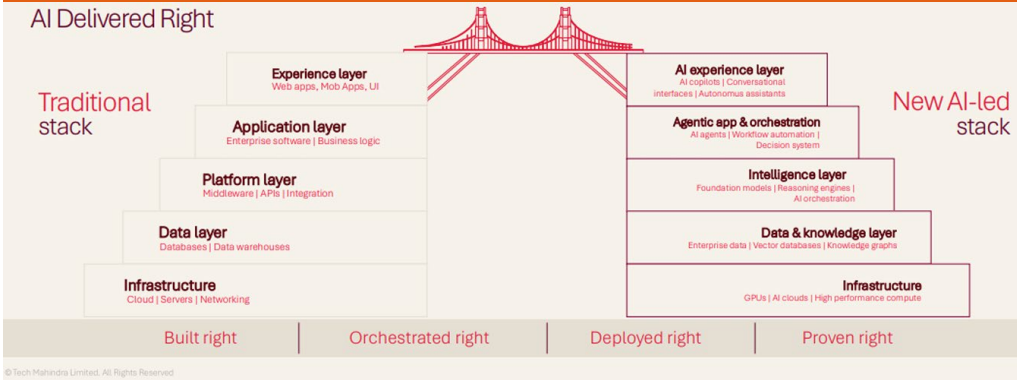 AI Delivered Right
Traditional
stack
Experience layer
Web apps, Mob Apps, UI
Application layer
Enterprise software | Business logic
Platform layer
Middleware | APIs | Integration
Data layer
Databases | Data warehouses
Infrastructure
Cloud | Servers | Networking
New AI-led
stack
AI experience layer
AI copilots | Conversational
interfaces | Autonomus assistants
Agentic app & orchestration
AI agents | Workflow automation |
Decision system
Intelligence layer
Foundation models | Reasoning engines |
AI orchestration
Data & knowledge layer
Enterprise data | Vector databases | Knowledge graphs
Infrastructure
GPUs | AI clouds | High performance compute
Built right
Orchestrated right
Deployed right
Proven right
© Tech Mahindra Limited. All Rights Reserved